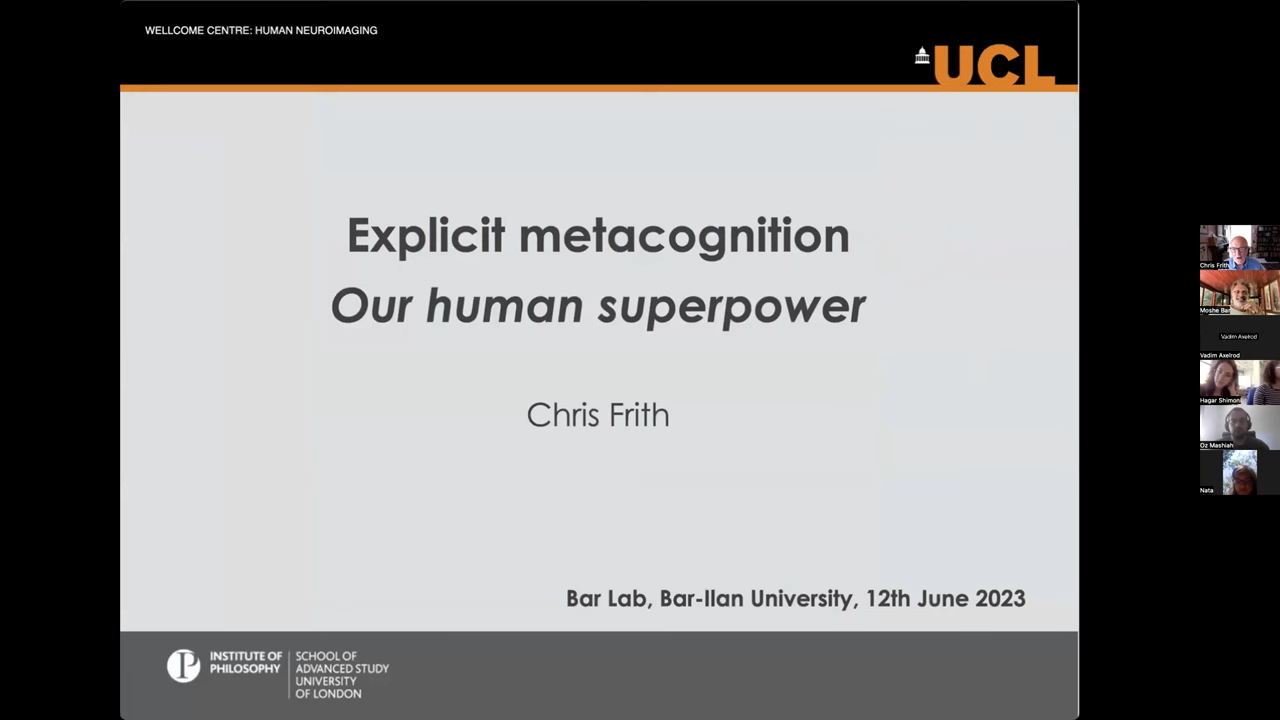 WELLCOME CENTRE: HUMAN NEUROIMAGING
UCL
Explicit metacognition
Our human superpower
Chris Frith
Bar Lab, Bar-Ilan University, 12th June 2023
INSTITUTE OF
PHILOSOPHY
SCHOOL OF
ADVANCED STUDY
UNIVERSITY
OF LONDON
Chris Frith
Moshe Bar
Vadim Axelrod
Vadim Axelrod
Hagar Shimoni
Oz Mashiah
Nata